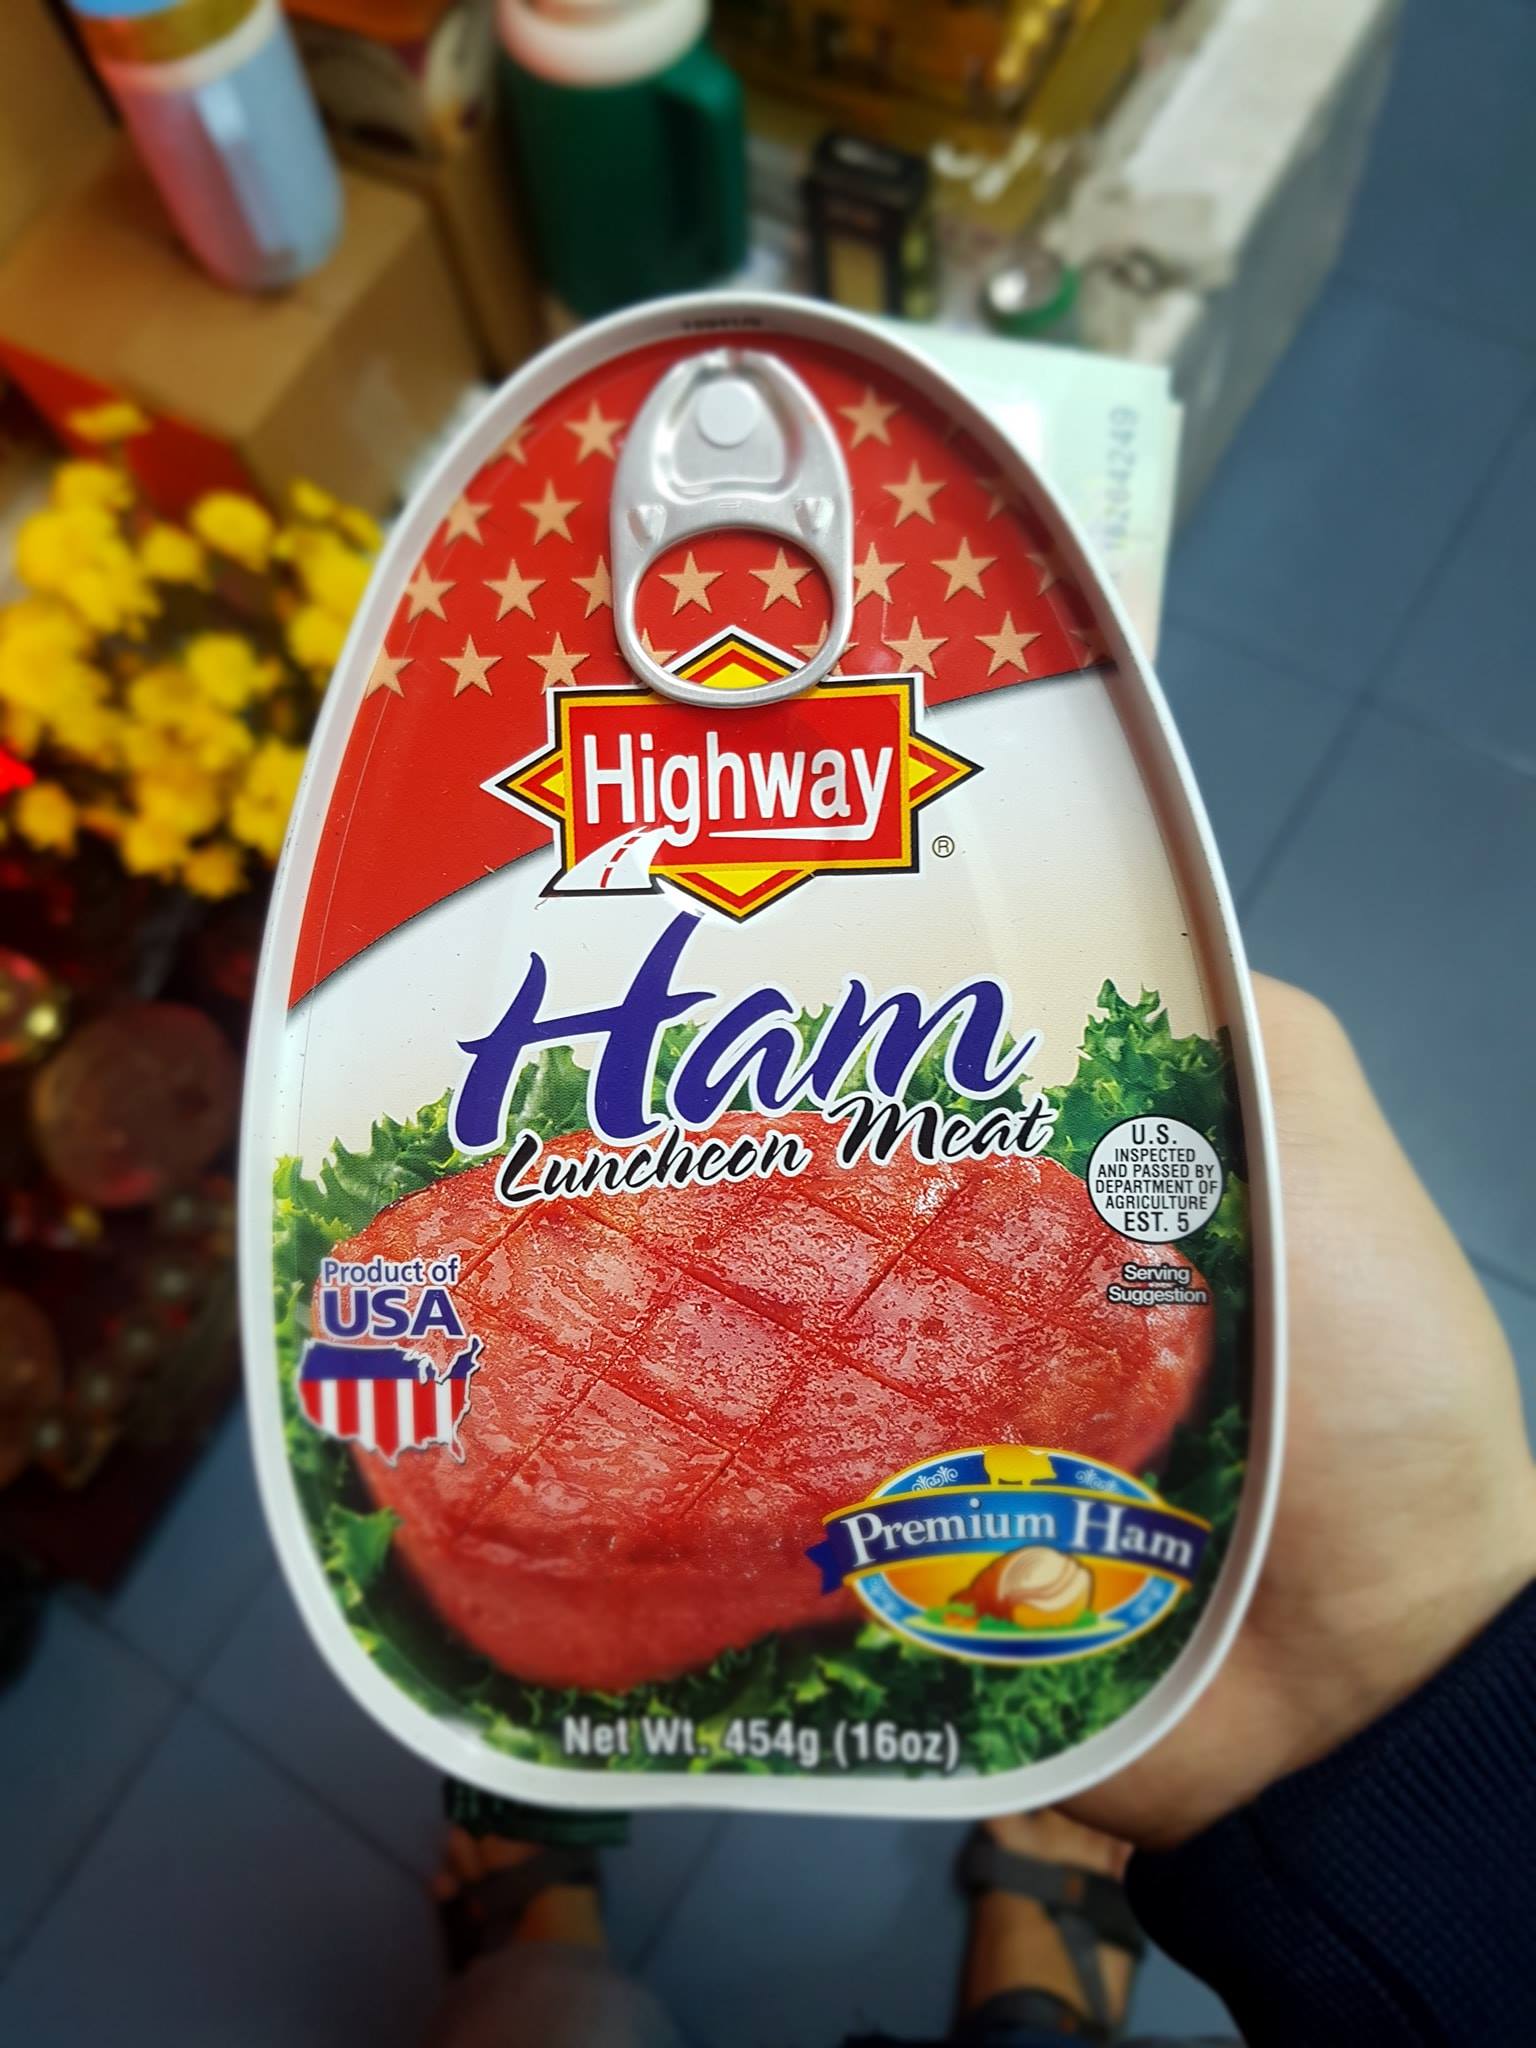 Highway
®
Ham
Luncheon Meat
U.S.
INSPECTED
AND PASSED BY
DEPARTMENT OF
AGRICULTURE
EST. 5
Serving
Suggestion
Product of
USA
Premium Ham
Net Wt. 454g (16oz)
18264249